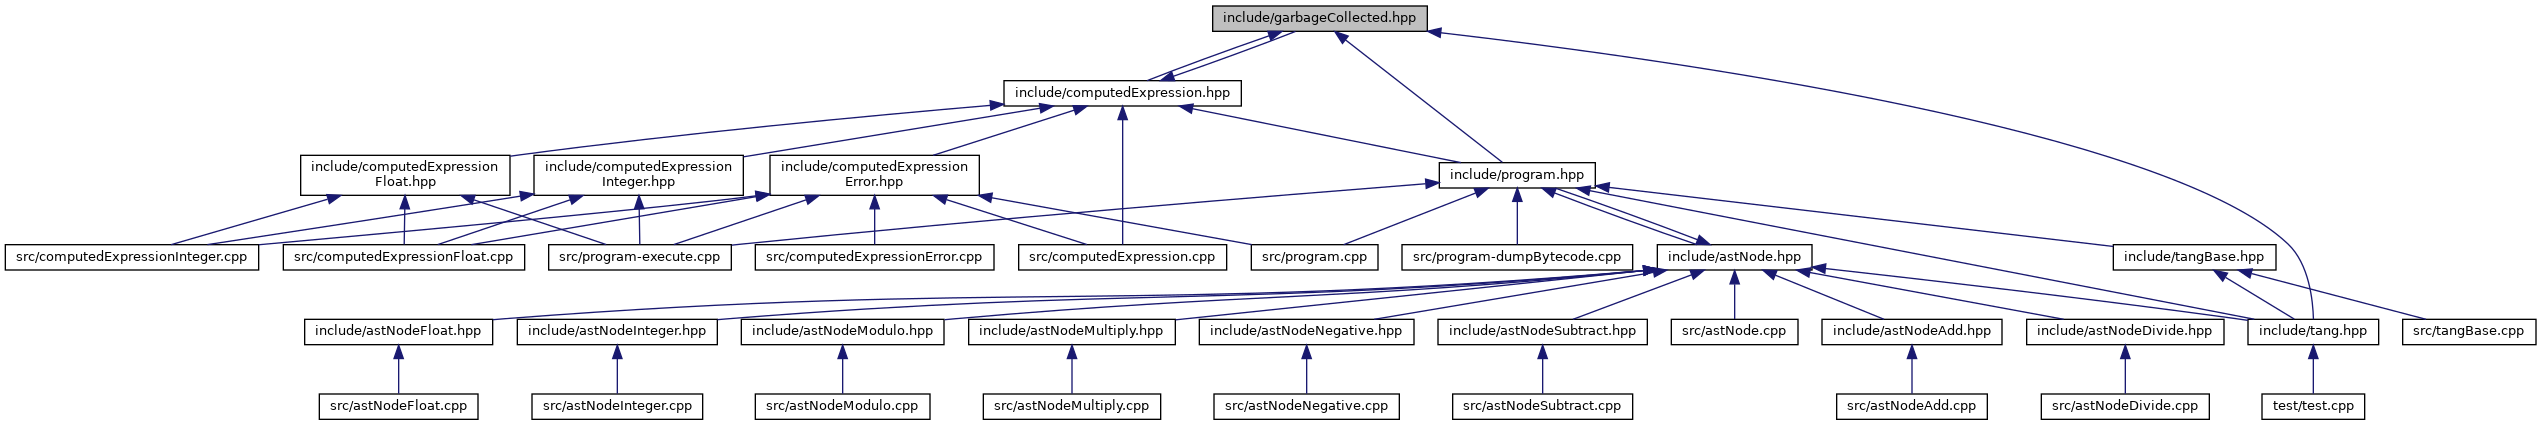 include/garbageCollected.hpp
include/computedExpression.hpp
include/computedExpression
Float.hpp
include/computedExpression
Integer.hpp
include/computedExpression
Error.hpp
include/program.hpp
src/computedExpressionInteger.cpp
src/computedExpressionFloat.cpp
src/program-execute.cpp
src/computedExpressionError.cpp
src/computedExpression.cpp
src/program.cpp
src/program-dumpBytecode.cpp
include/astNode.hpp
include/tangBase.hpp
include/astNodeFloat.hpp
include/astNodeInteger.hpp
include/astNodeModulo.hpp
include/astNodeMultiply.hpp
include/astNodeNegative.hpp
include/astNodeSubtract.hpp
src/astNode.cpp
include/astNodeAdd.hpp
include/astNodeDivide.hpp
include/tang.hpp
src/tangBase.cpp
src/astNodeFloat.cpp
src/astNodeInteger.cpp
src/astNodeModulo.cpp
src/astNodeMultiply.cpp
src/astNodeNegative.cpp
src/astNodeSubtract.cpp
src/astNodeAdd.cpp
src/astNodeDivide.cpp
test/test.cpp